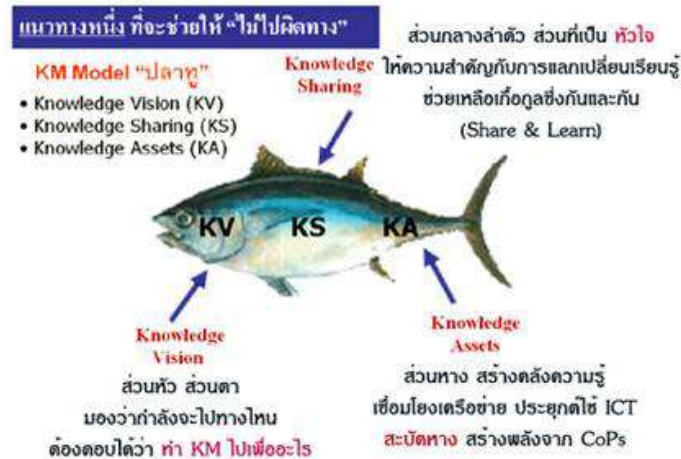 แนวทางหนึ่ง ที่จะช่วยให้ “ไม่ไปผิดทาง”
KM Model “ปลาทู”
• Knowledge Vision (KV)
• Knowledge Sharing (KS)
• Knowledge Assets (KA)
Knowledge
Sharing
ส่วนกลางลำตัว ส่วนที่เป็น หัวใจ
ให้ความสำคัญกับการแลกเปลี่ยนเรียนรู้
ช่วยเหลือเกื้อกูลซึ่งกันและกัน
(Share & Learn)
KV KS KA
Knowledge
Vision
ส่วนหัว ส่วนตา
มองว่ากำลังจะไปทางไหน
ต้องตอบได้ว่า ทำ KM ไปเพื่ออะไร
Knowledge
Assets
ส่วนหาง สร้างคลังความรู้
เชื่อมโยงเครือข่าย ประยุกต์ใช้ ICT
สะบัดหาง สร้างพลังจาก CoPs